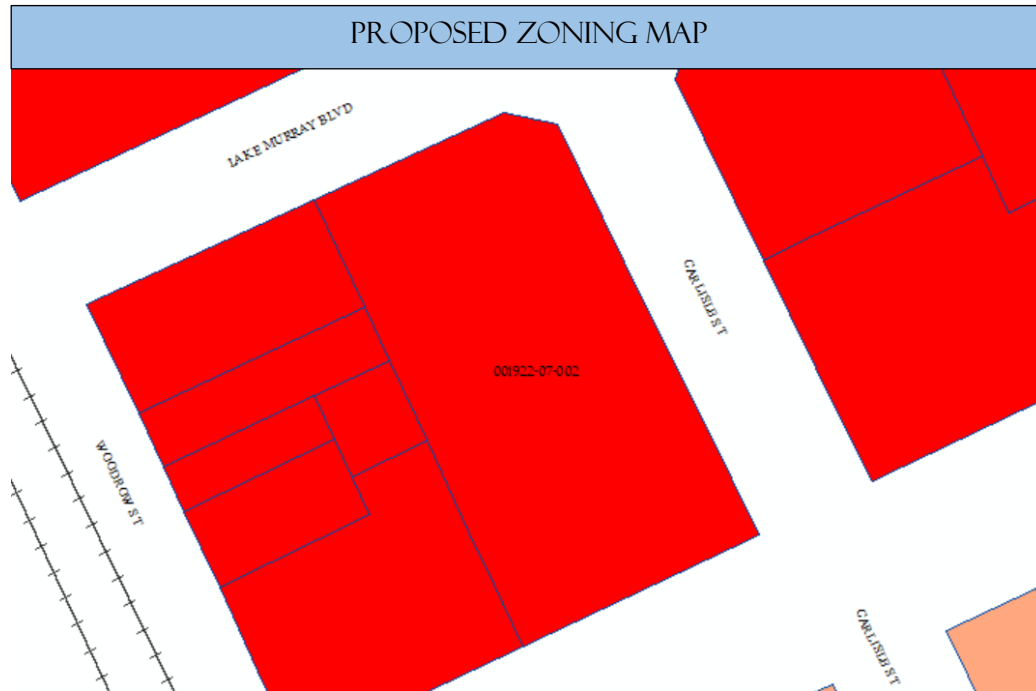 PROPOSED ZONING MAP
LAKE MURRAY BLVD
CARLISLE ST
001922-07-002
WOODROW ST
CARLISLE ST